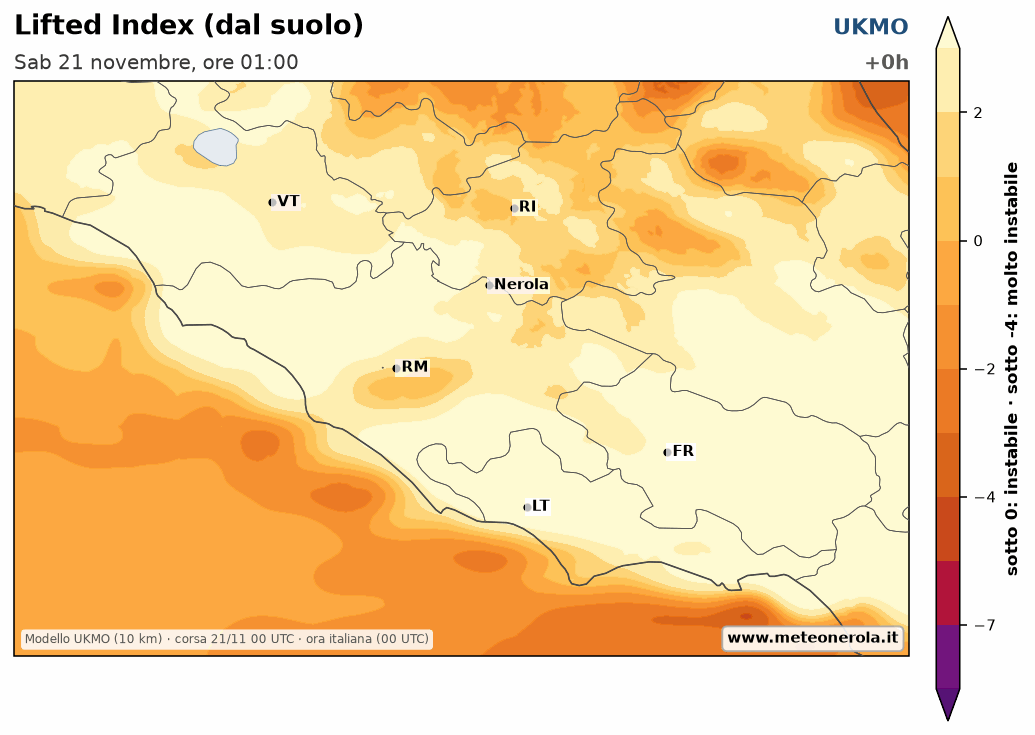 Lifted Index (dal suolo)
UKMO
Sab 21 novembre, ore 01:00
+0h
VT
RI
Nerola
RM
FR
LT
Modello UKMO (10 km) · corsa 21/11 00 UTC · ora italiana (00 UTC)
www.meteonerola.it
2
0
−2
−4
−7
sotto 0: instabile · sotto -4: molto instabile